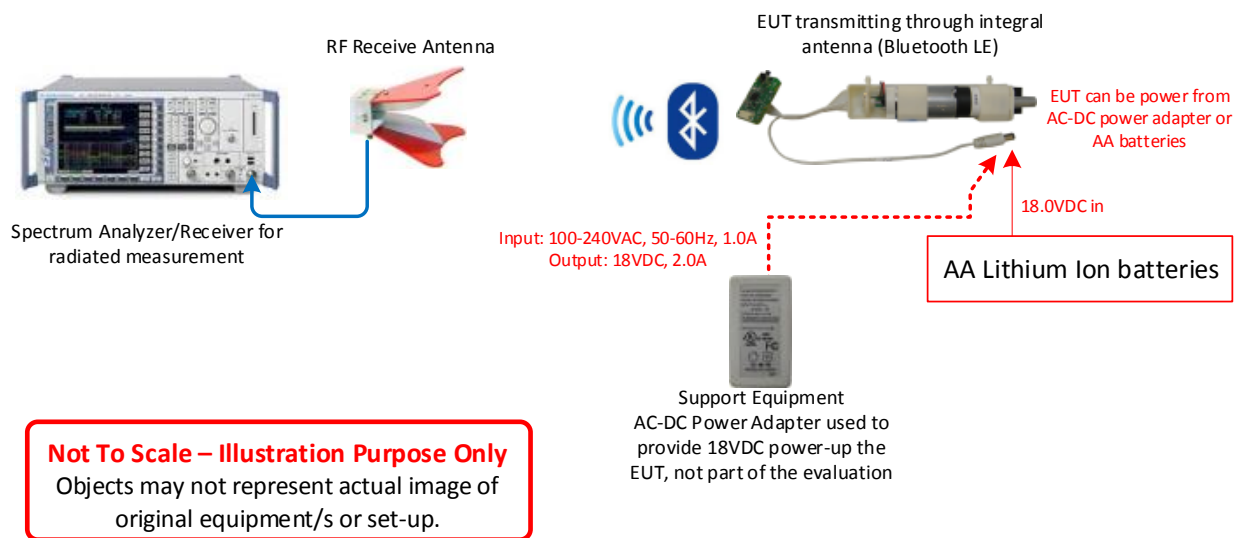 EUT transmitting through integral
antenna (Bluetooth LE)
RF Receive Antenna
EUT can be power from
AC-DC power adapter or
AA batteries
18.0VDC in
Spectrum Analyzer/Receiver for
radiated measurement
Input: 100-240VAC, 50-60Hz, 1.0A
Output: 18VDC, 2.0A
AA Lithium Ion batteries
Support Equipment
AC-DC Power Adapter used to
provide 18VDC power-up the
EUT, not part of the evaluation
Not To Scale – Illustration Purpose Only
Objects may not represent actual image of
original equipment/s or set-up.